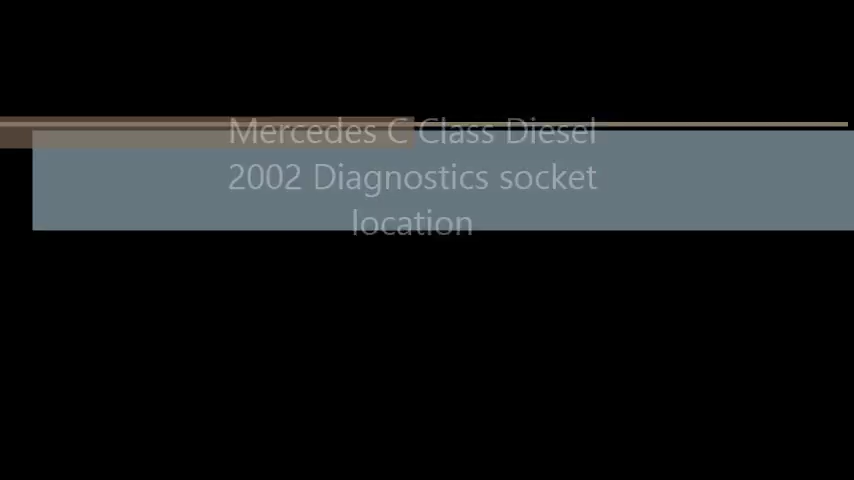 Mercedes C Class Diesel
2002 Diagnostics socket
location